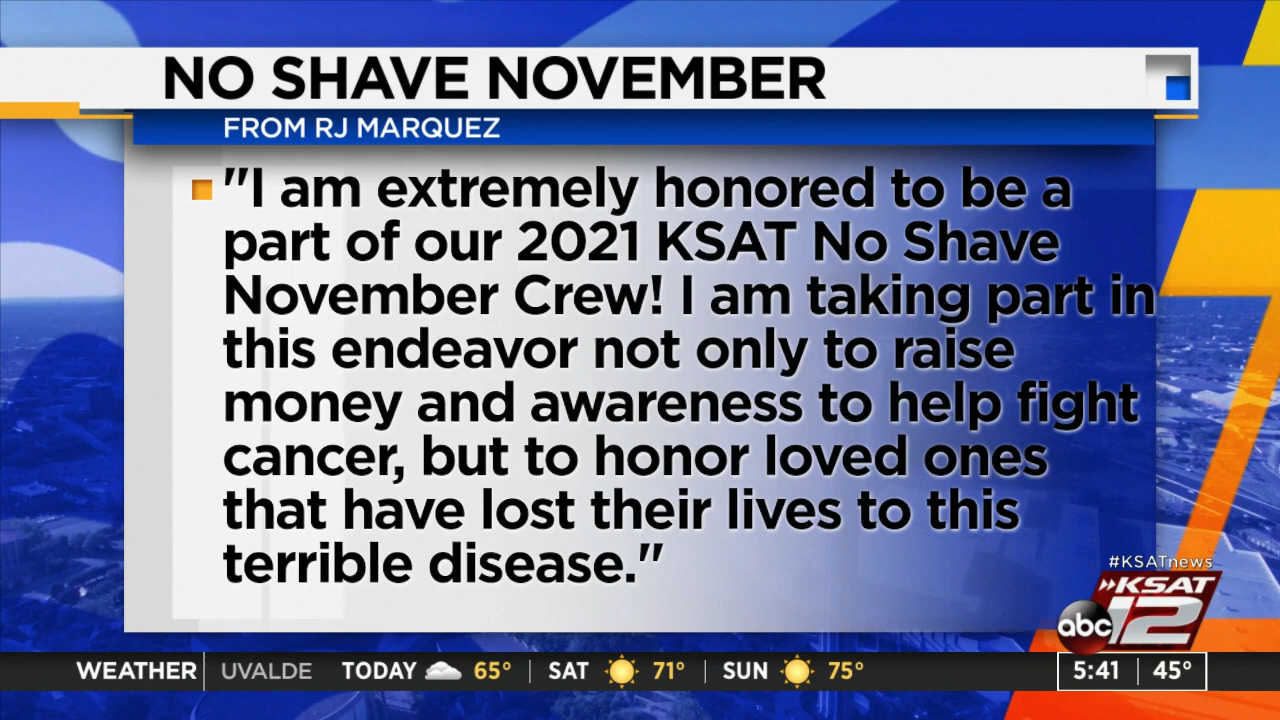 NO SHAVE NOVEMBER
FROM RJ MARQUEZ
"I am extremely honored to be a
part of our 2021 KSAT No Shave
November Crew! I am taking part in
this endeavor not only to raise
money and awareness to help fight
cancer, but to honor loved ones
that have lost their lives to this
terrible disease."
#KSATnews
KSAT
abc 12
WEATHER UVALDE TODAY 65° SAT 71° SUN 75° 5:41 45°